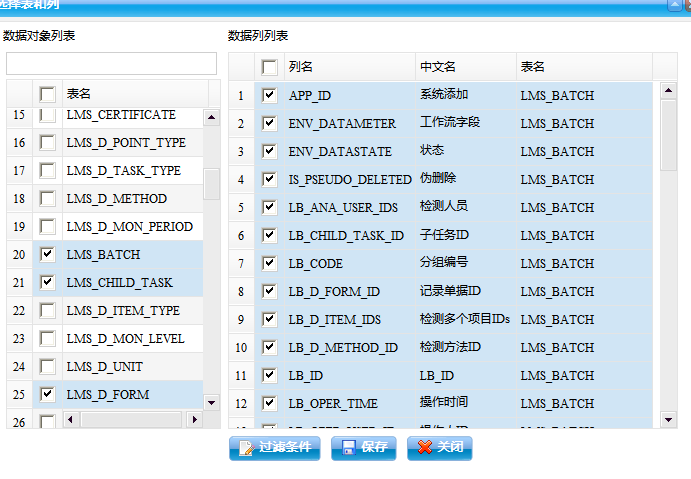 选择表和列
数据对象列表
表名
15 LMS_CERTIFICATE
16 LMS_D_POINT_TYPE
17 LMS_D_TASK_TYPE
18 LMS_D_METHOD
19 LMS_D_MON_PERIOD
20 LMS_BATCH
21 LMS_CHILD_TASK
22 LMS_D_ITEM_TYPE
23 LMS_D_MON_LEVEL
24 LMS_D_UNIT
25 LMS_D_FORM
26
数据列列表
列名 中文名 表名
1 APP_ID 系统添加 LMS_BATCH
2 ENV_DATAMETER 工作流字段 LMS_BATCH
3 ENV_DATASTATE 状态 LMS_BATCH
4 IS_PSEUDO_DELETED 伪删除 LMS_BATCH
5 LB_ANA_USER_IDS 检测人员 LMS_BATCH
6 LB_CHILD_TASK_ID 子任务ID LMS_BATCH
7 LB_CODE 分组编号 LMS_BATCH
8 LB_D_FORM_ID 记录单据ID LMS_BATCH
9 LB_D_ITEM_IDS 检测多个项目IDs LMS_BATCH
10 LB_D_METHOD_ID 检测方法ID LMS_BATCH
11 LB_ID LB_ID LMS_BATCH
12 LB_OPER_TIME 操作时间 LMS_BATCH
过滤条件 保存 关闭